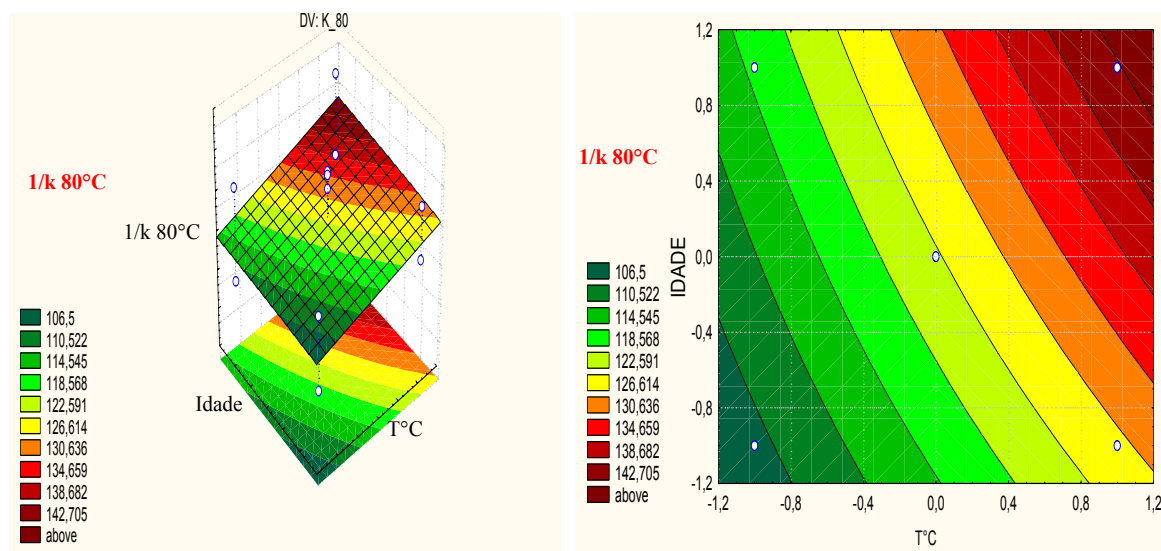 DV: K_80
1/k 80°C
1/k 80°C
106,5
110,522
114,545
118,568
122,591
126,614
130,636
134,659
138,682
142,705
above
Idade
T°C
1/k 80°C
106,5
110,522
114,545
118,568
122,591
126,614
130,636
134,659
138,682
142,705
above
IDADE
1,2
0,8
0,4
0,0
-0,4
-0,8
-1,2
-1,2 -0,8 -0,4 0,0 0,4 0,8 1,2
T°C